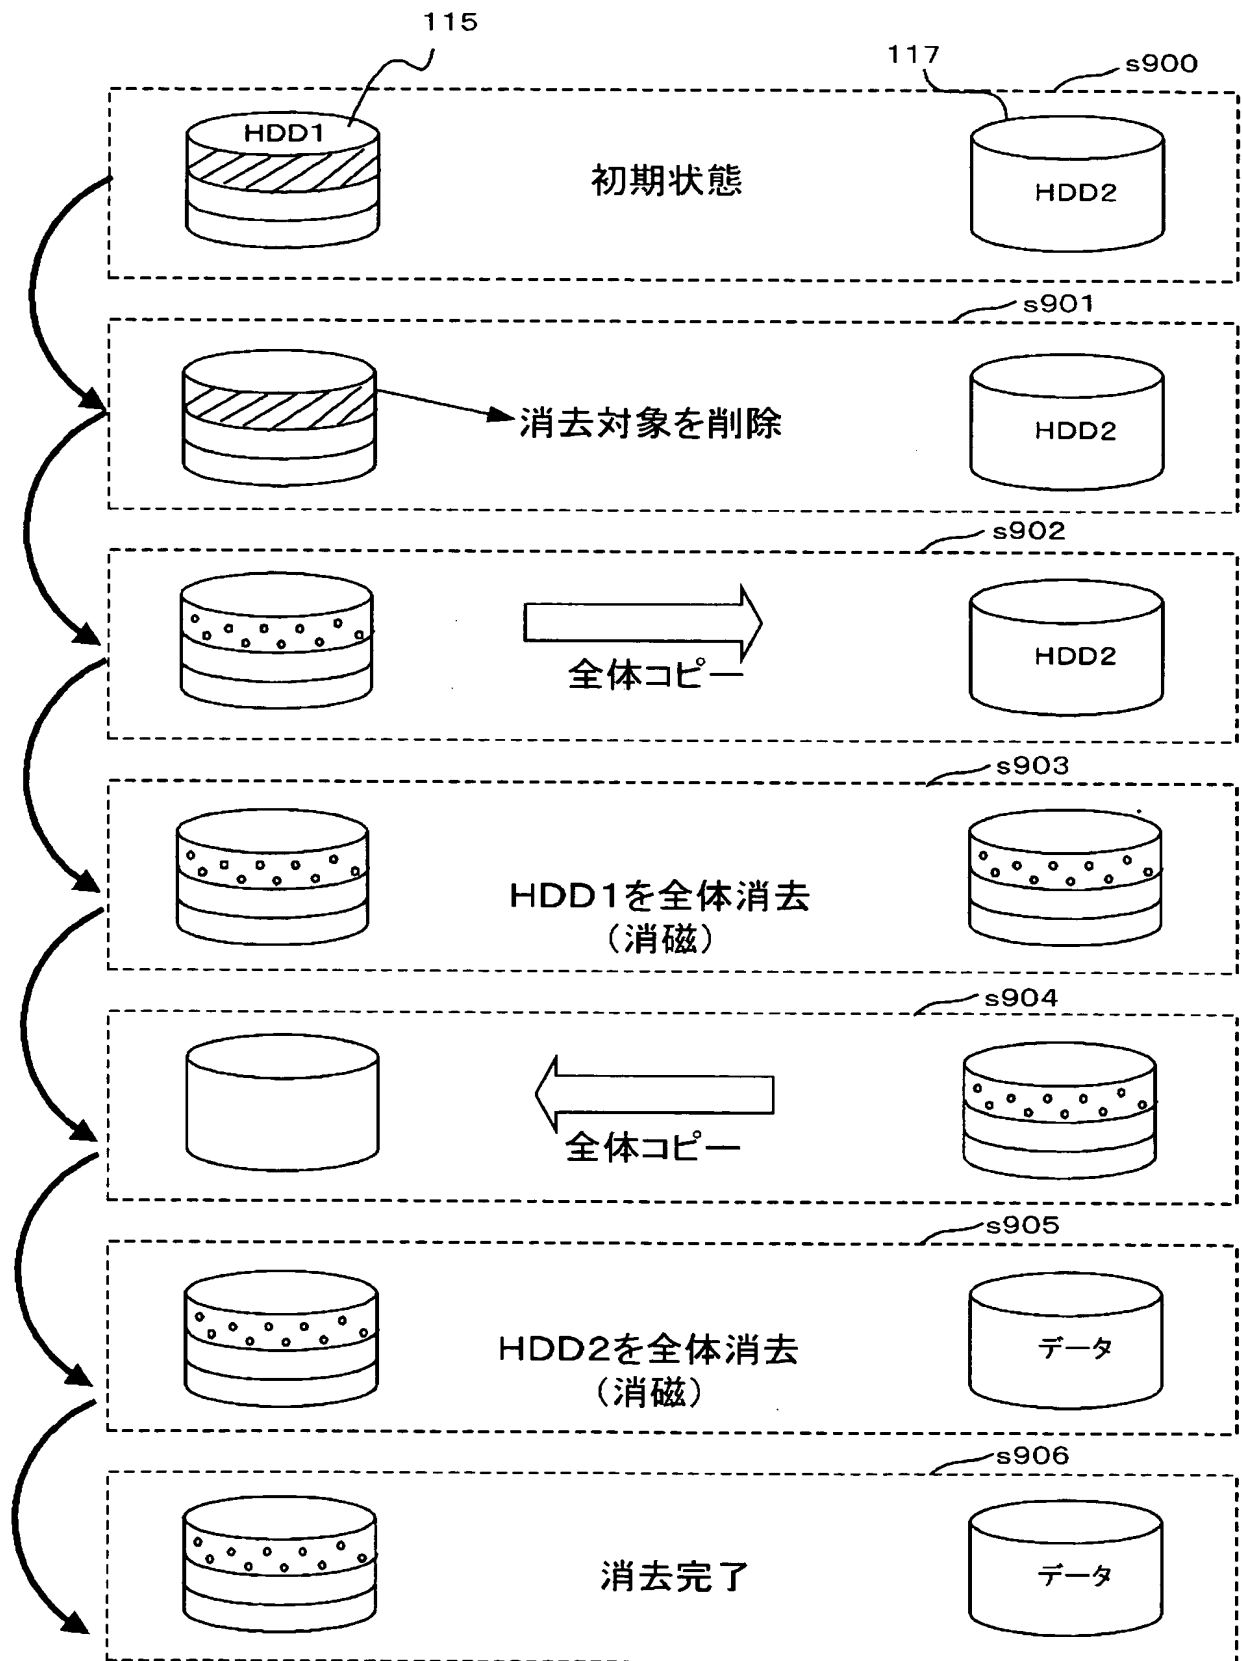 115
117
s900
HDD1
初期状態
HDD2
s901
消去対象を削除
HDD2
s902
全体コピー
HDD2
s903
HDD1を全体消去
(消磁)
s904
全体コピー
s905
HDD2を全体消去
(消磁)
データ
s906
消去完了
データ